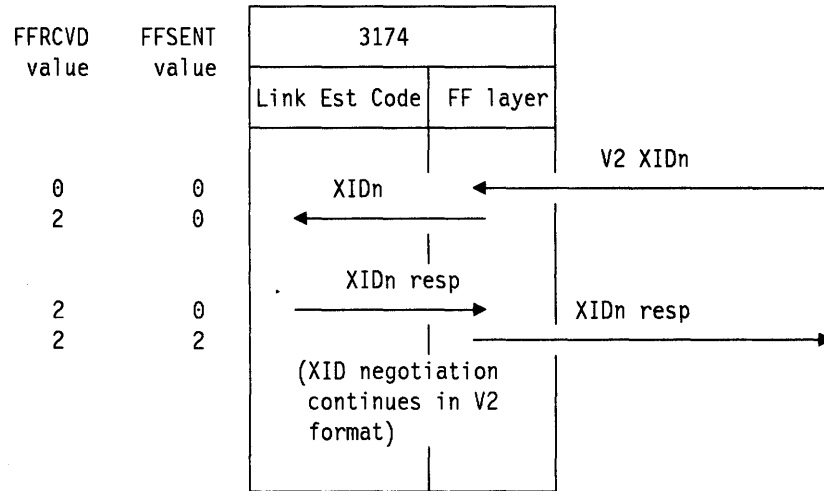 FFRCVD FFSENT 3174
value value
Link Est Code FF layer
V2 XIDn
0 0 XIDn
2 0
XIDn resp
2 0 XIDn resp
2 2
(XID negotiation
continues in V2
format)